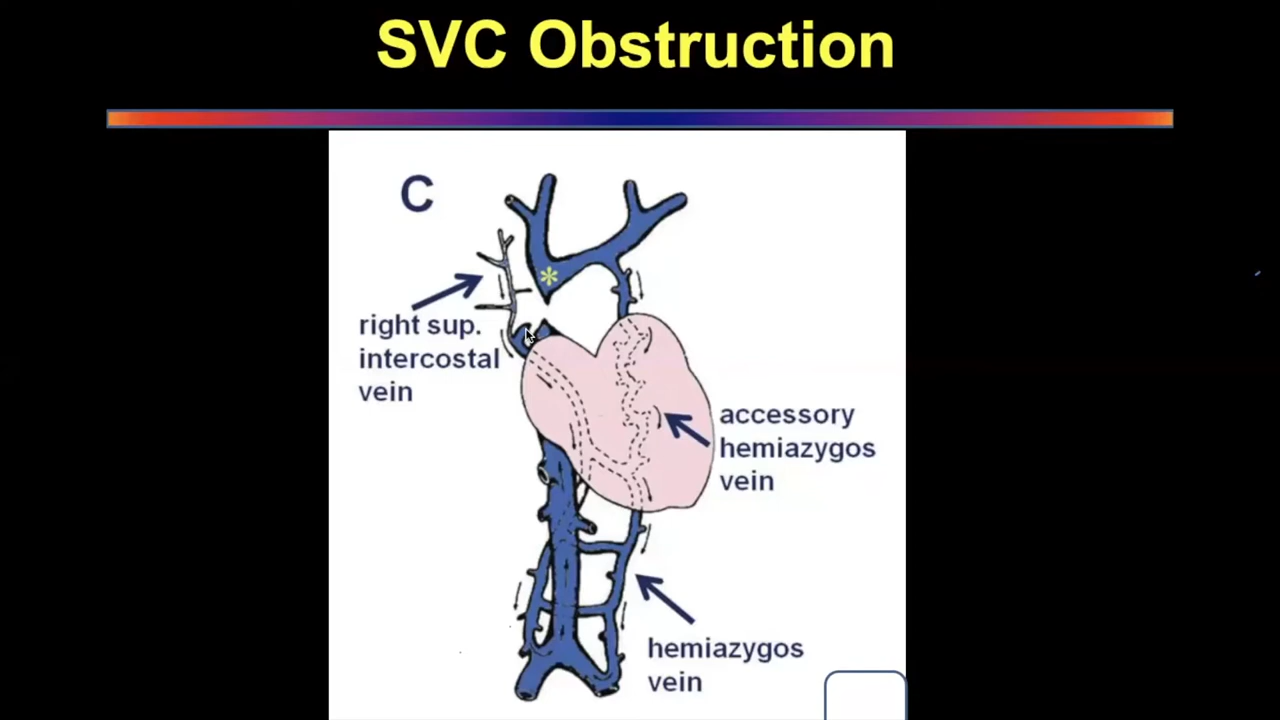 SVC Obstruction
C
*
right sup.
intercostal
vein
accessory
hemiazygos
vein
hemiazygos
vein